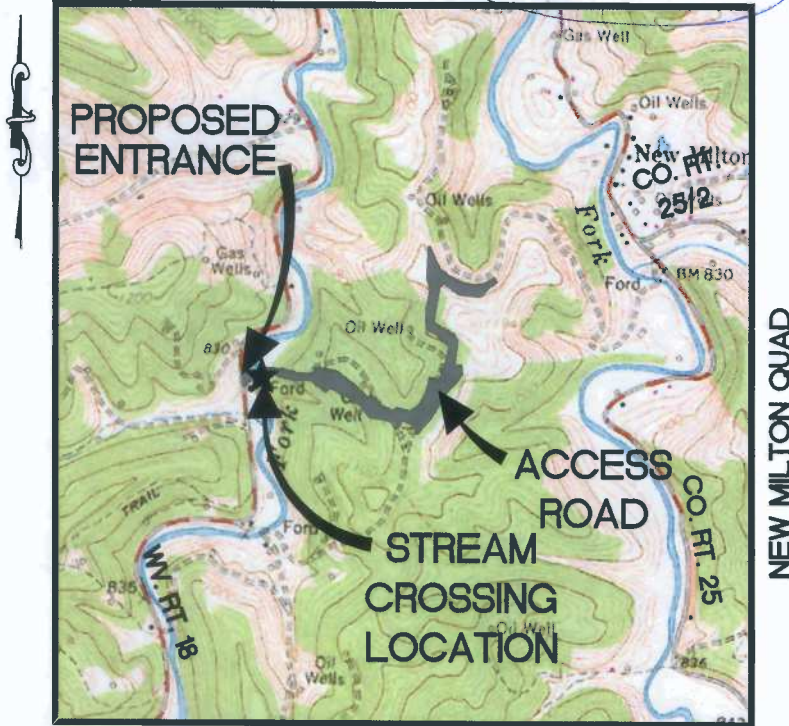 Gas Well
Oil Wells
New Milton
CO. RT.
25/2
PROPOSED
ENTRANCE
Oil Wells
Fork
BM 830
Ford
Gas
Wells
Oil Well
830
Ford
Well
Fork
ACCESS
ROAD
CO. RT. 25
NEW MILTON QUAD
TRAIL
Ford
STREAM
CROSSING
LOCATION
WV. RT. 18
835
Oil Well
Oil
Wells
836